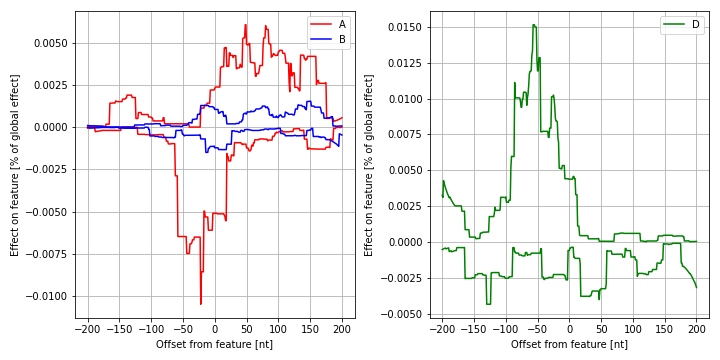 0.0050
0.0025
0.0000
−0.0025
−0.0050
−0.0075
−0.0100
Effect on feature [% of global effect]
−200 −150 −100 −50 0 50 100 150 200
Offset from feature [nt]
A
B
0.0150
0.0125
0.0100
0.0075
0.0050
0.0025
0.0000
−0.0025
−0.0050
Effect on feature [% of global effect]
−200 −150 −100 −50 0 50 100 150 200
Offset from feature [nt]
D